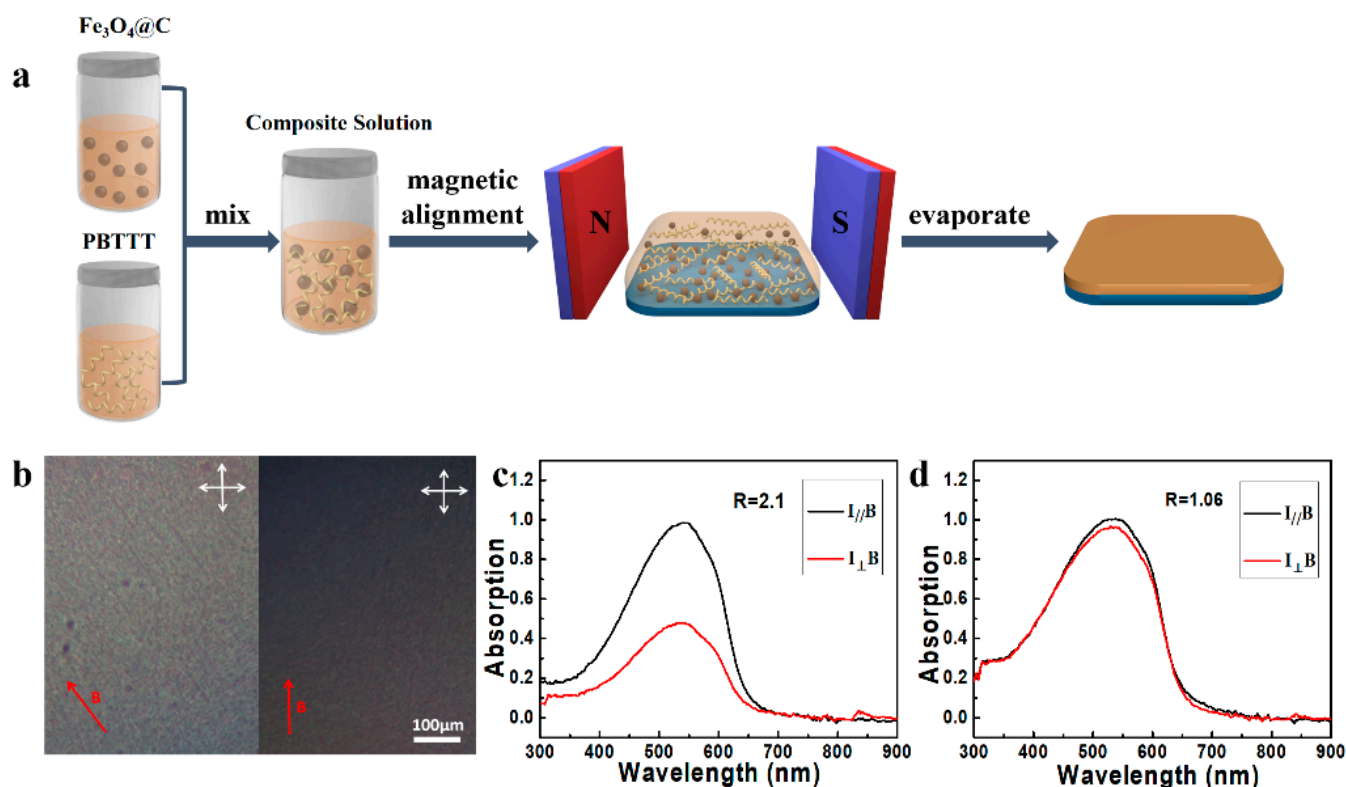 Fe₃O₄@C
a
Composite Solution
mix
magnetic
alignment
N
S
evaporate
PBTTT
b
B
B
100μm
c
R=2.1
I//B
I⊥B
1.2
1.0
0.8
0.6
0.4
0.2
0.0
Absorption
300 400 500 600 700 800 900
Wavelength (nm)
d
R=1.06
I//B
I⊥B
1.2
1.0
0.8
0.6
0.4
0.2
0.0
Absorption
300 400 500 600 700 800 900
Wavelength (nm)